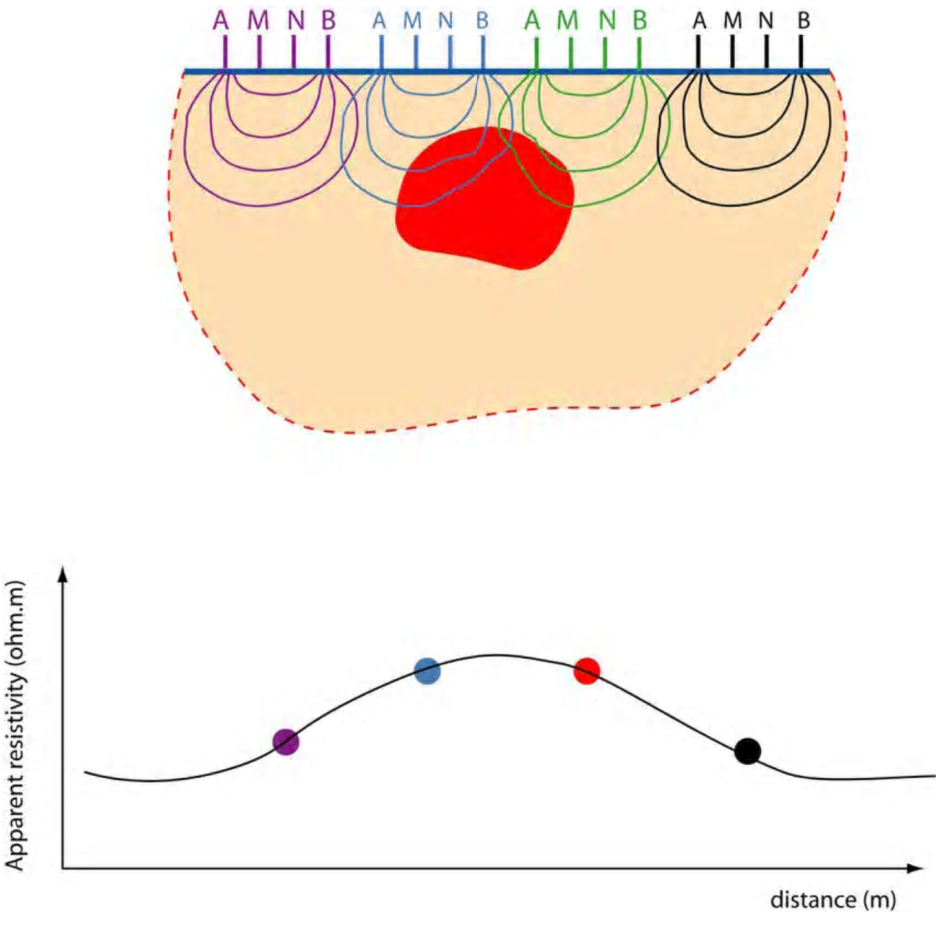 A M N B A M N B A M N B A M N B
Apparent resistivity (ohm.m)
distance (m)